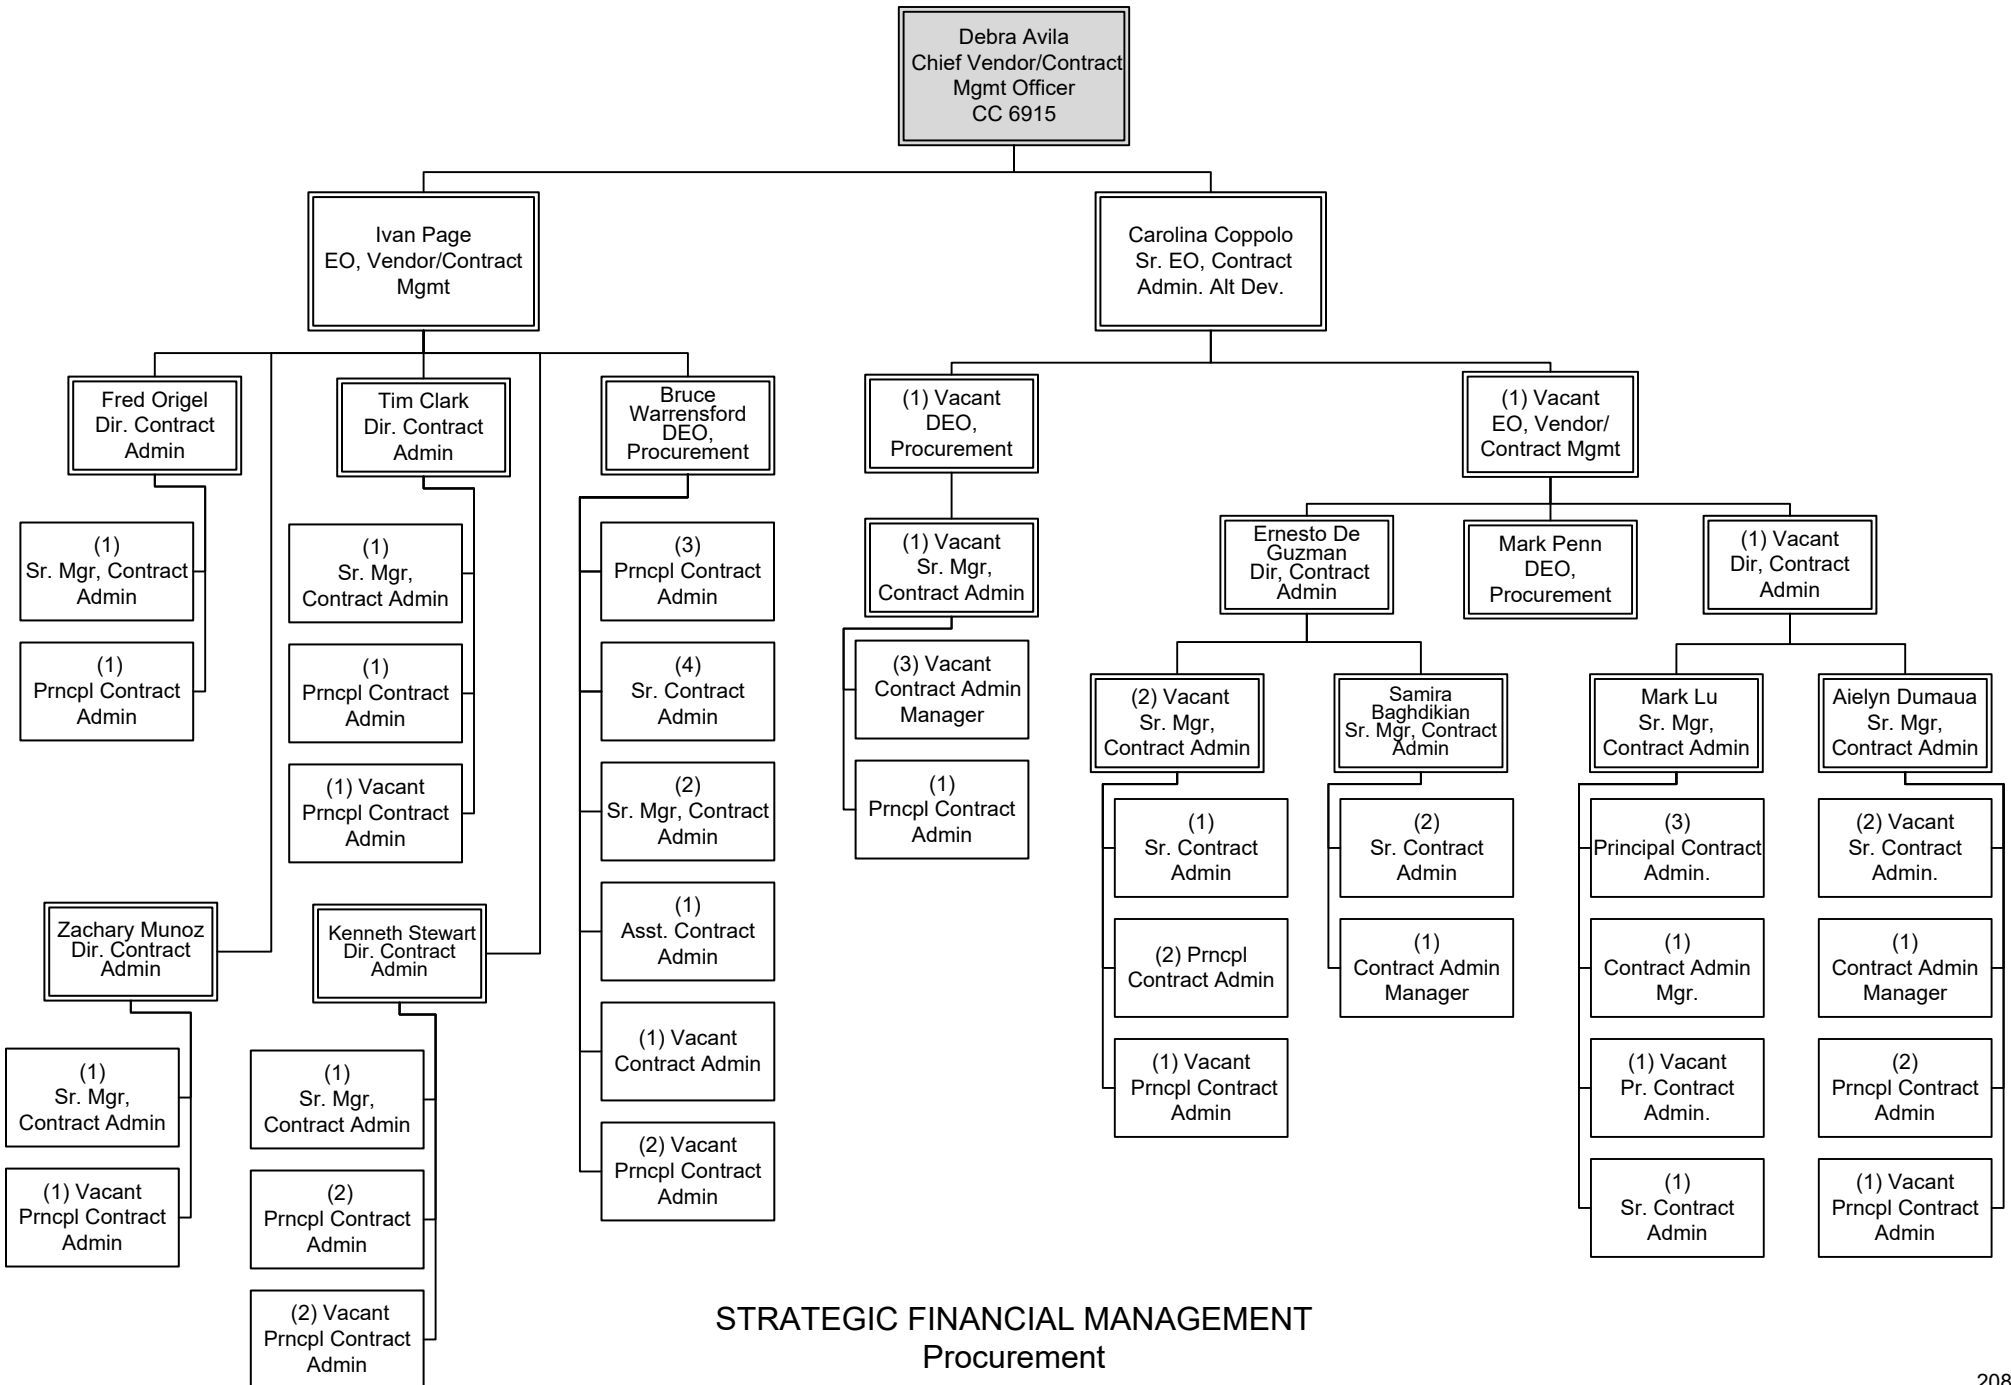 Debra Avila
Chief Vendor/Contract
Mgmt Officer
CC 6915
Ivan Page
EO, Vendor/Contract
Mgmt
Carolina Coppolo
Sr. EO, Contract
Admin. Alt Dev.
Fred Origel
Dir. Contract
Admin
(1)
Sr. Mgr, Contract
Admin
(1)
Prncpl Contract
Admin
Tim Clark
Dir. Contract
Admin
(1)
Sr. Mgr,
Contract Admin
(1)
Prncpl Contract
Admin
(1) Vacant
Prncpl Contract
Admin
Zachary Munoz
Dir. Contract
Admin
(1)
Sr. Mgr,
Contract Admin
(1) Vacant
Prncpl Contract
Admin
Kenneth Stewart
Dir. Contract
Admin
(1)
Sr. Mgr,
Contract Admin
(2)
Prncpl Contract
Admin
(2) Vacant
Prncpl Contract
Admin
Bruce
Warrensford
DEO,
Procurement
(3)
Prncpl Contract
Admin
(4)
Sr. Contract
Admin
(2)
Sr. Mgr, Contract
Admin
(1)
Asst. Contract
Admin
(1) Vacant
Contract Admin
(2) Vacant
Prncpl Contract
Admin
(1) Vacant
DEO,
Procurement
(1) Vacant
Sr. Mgr,
Contract Admin
(3) Vacant
Contract Admin
Manager
(1)
Prncpl Contract
Admin
(1) Vacant
EO, Vendor/
Contract Mgmt
Ernesto De
Guzman
Dir, Contract
Admin
Mark Penn
DEO,
Procurement
(1) Vacant
Dir, Contract
Admin
(2) Vacant
Sr. Mgr,
Contract Admin
(1)
Sr. Contract
Admin
(2) Prncpl
Contract Admin
(1) Vacant
Prncpl Contract
Admin
Samira
Baghdikian
Sr. Mgr, Contract
Admin
(2)
Sr. Contract
Admin
(1)
Contract Admin
Manager
Mark Lu
Sr. Mgr,
Contract Admin
(3)
Principal Contract
Admin.
(1)
Contract Admin
Mgr.
(1) Vacant
Pr. Contract
Admin.
(1)
Sr. Contract
Admin
Aielyn Dumaua
Sr. Mgr,
Contract Admin
(2) Vacant
Sr. Contract
Admin.
(1)
Contract Admin
Manager
(2)
Prncpl Contract
Admin
(1) Vacant
Prncpl Contract
Admin
STRATEGIC FINANCIAL MANAGEMENT
Procurement
208